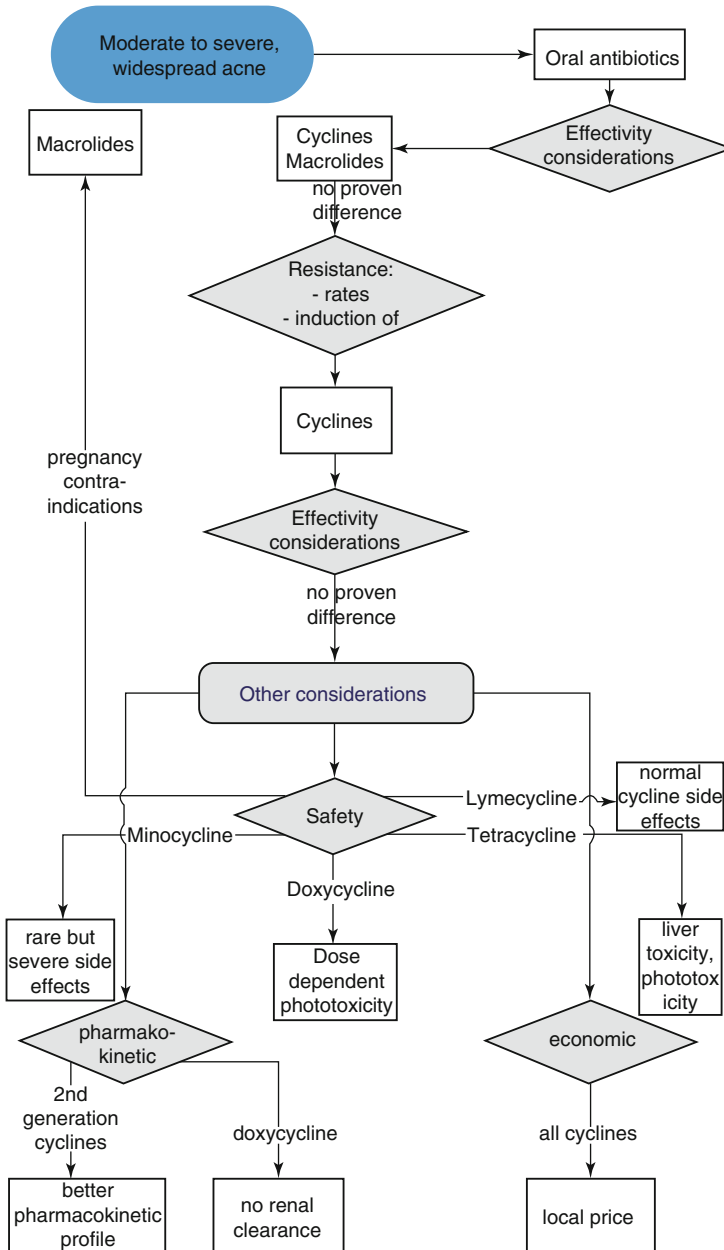 Moderate to severe,
widespread acne
Oral antibiotics
Macrolides
Cyclines
Macrolides
Effectivity
considerations
no proven
difference
Resistance:
- rates
- induction of
Cyclines
pregnancy
contra-
indications
Effectivity
considerations
no proven
difference
Other considerations
Lymecycline
normal
cycline side
effects
Safety
Minocycline
Tetracycline
Doxycycline
rare but
severe side
effects
Dose
dependent
phototoxicity
liver
toxicity,
phototox
icity
pharmako-
kinetic
economic
2nd
generation
cyclines
doxycycline
all cyclines
better
pharmacokinetic
profile
no renal
clearance
local price